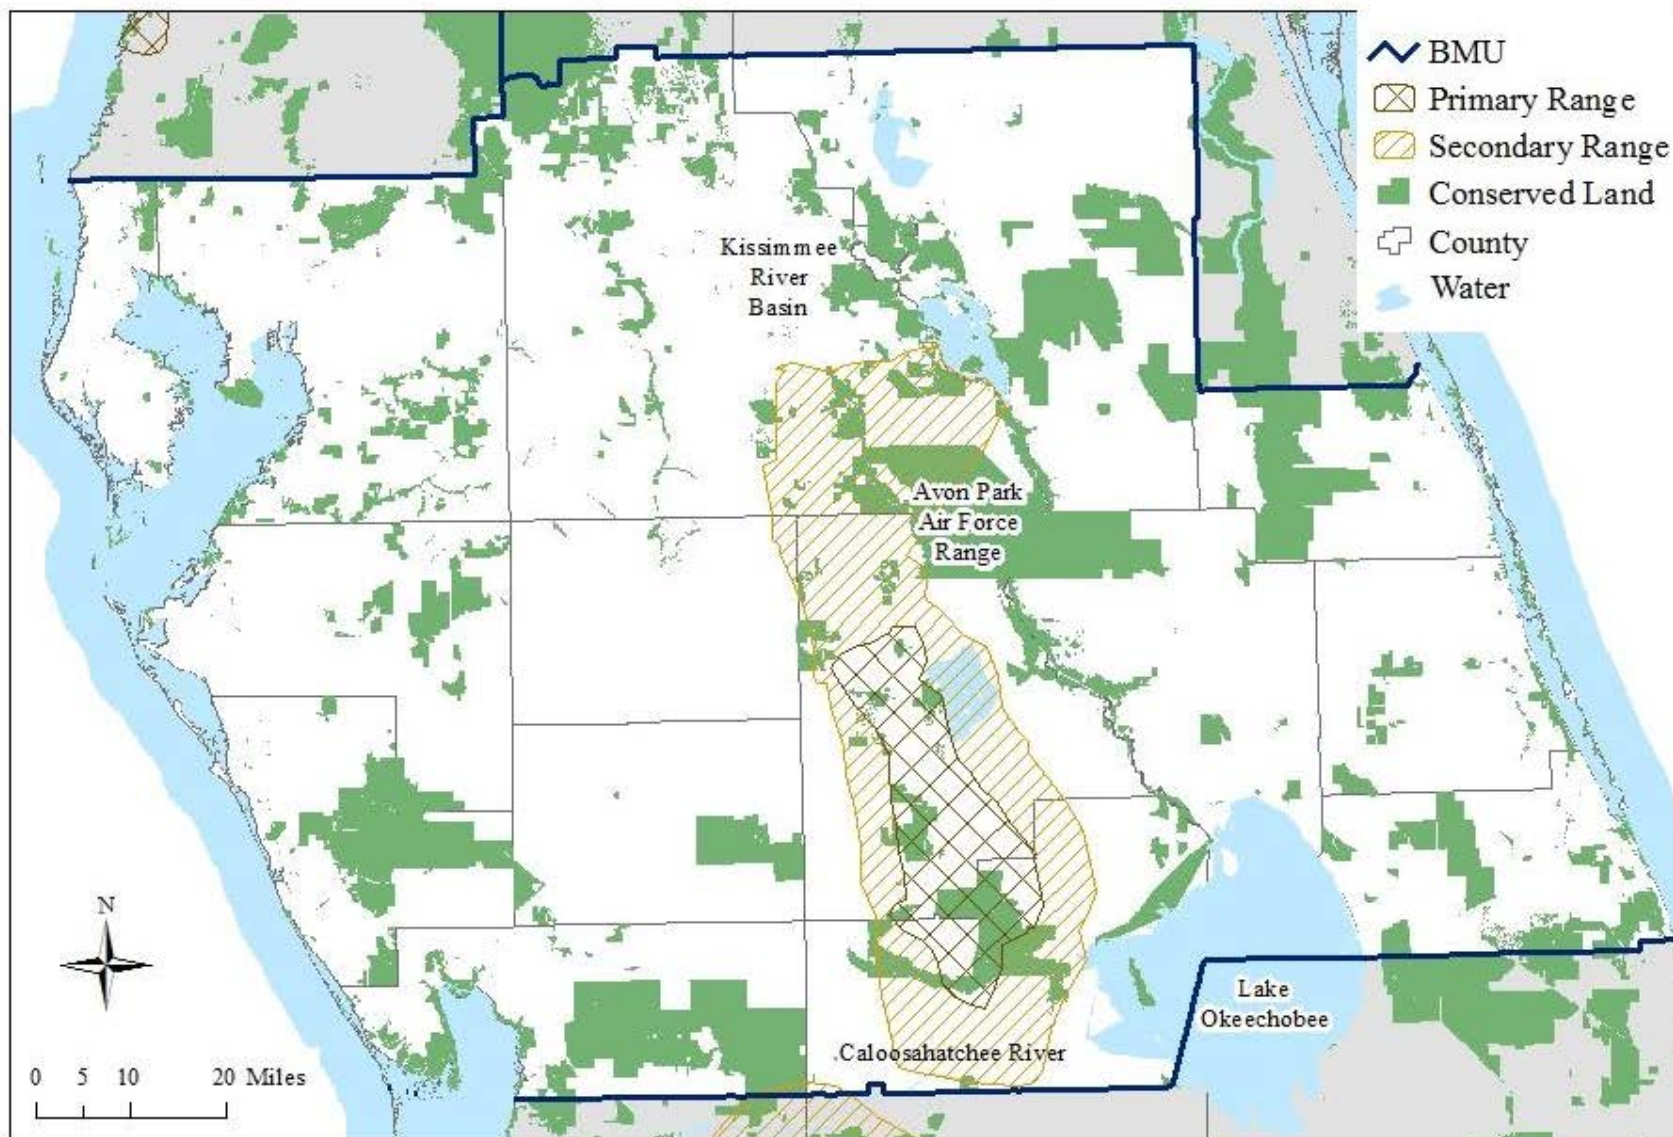 BMU
Primary Range
Secondary Range
Conserved Land
County
Water
Kissimmee
River
Basin
Avon Park
Air Force
Range
Lake
Okeechobee
Caloosahatchee River
N
0 5 10 20 Miles